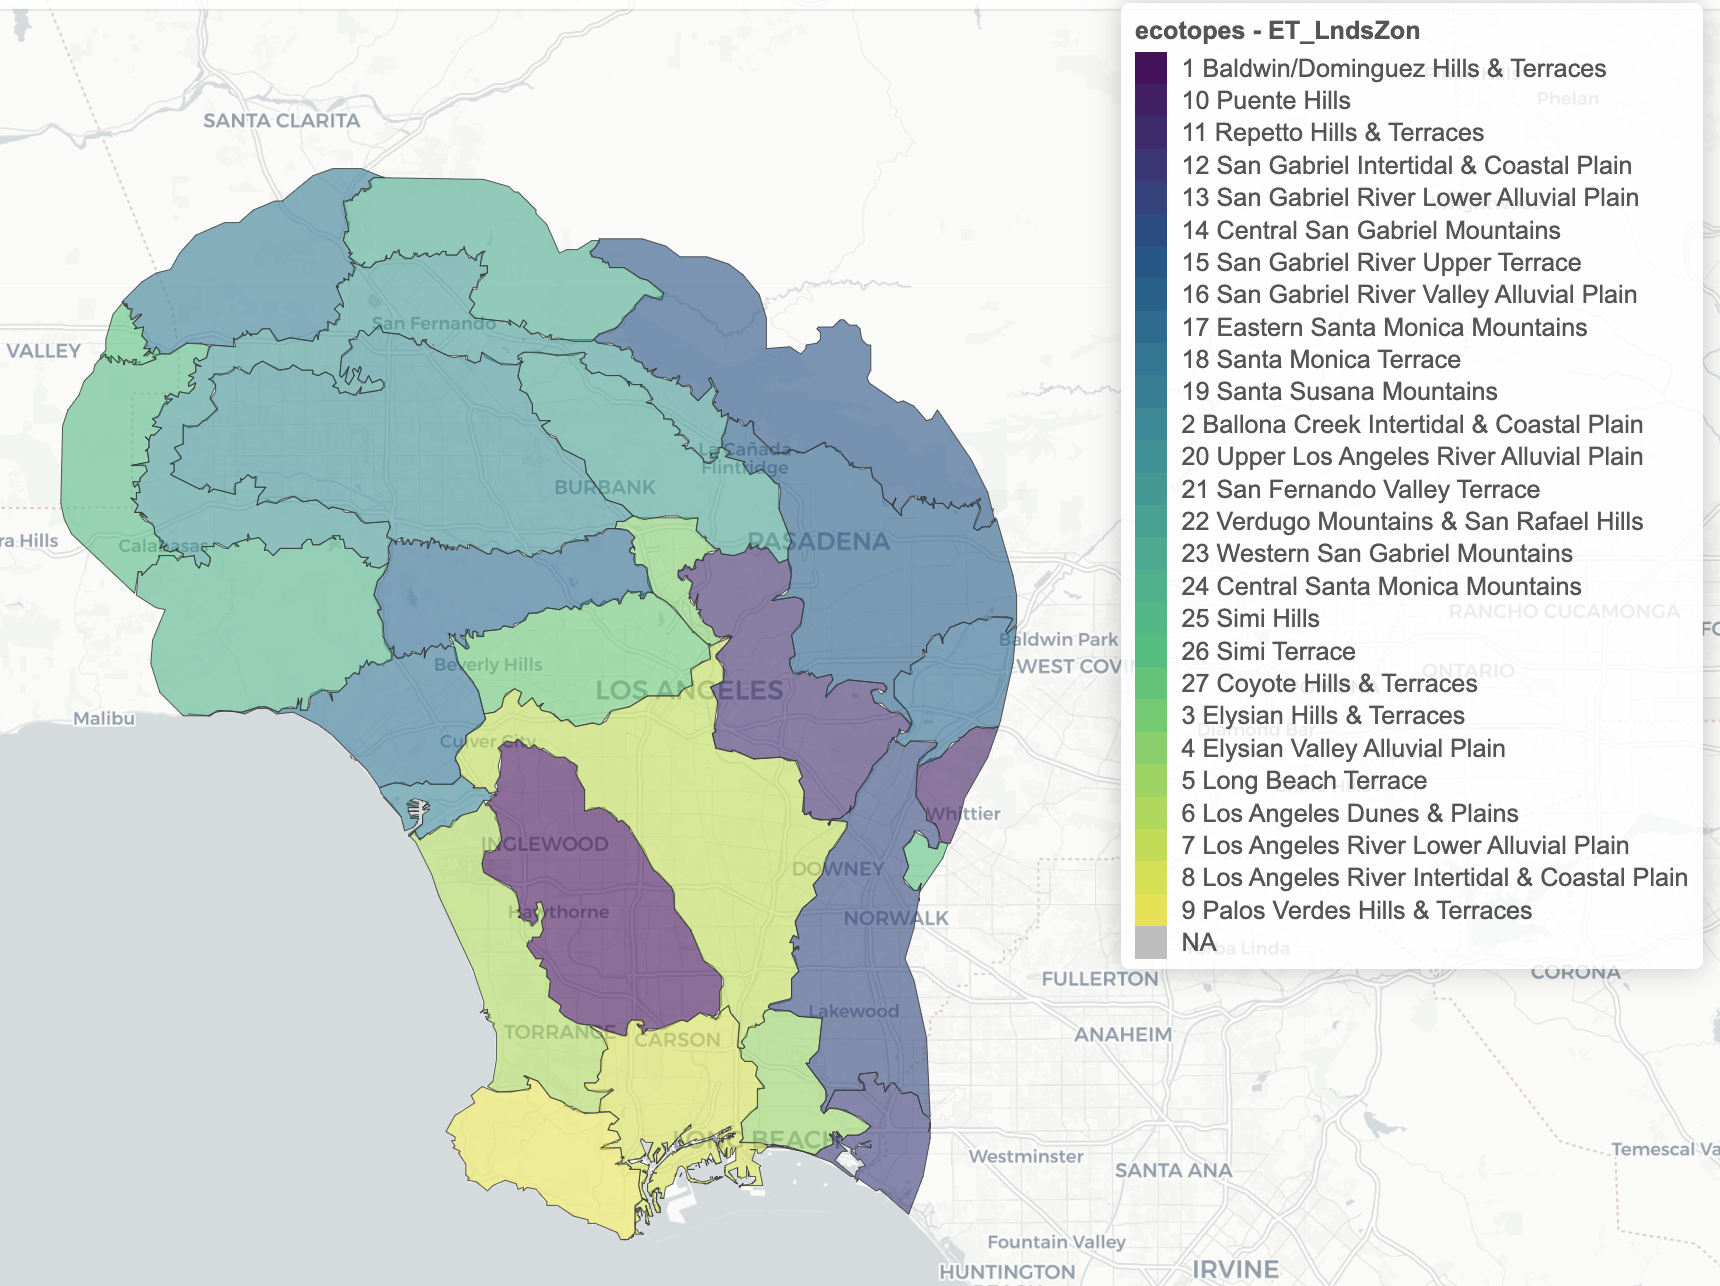 ecotopes - ET_LndsZon
1 Baldwin/Dominguez Hills & Terraces
10 Puente Hills
11 Repetto Hills & Terraces
12 San Gabriel Intertidal & Coastal Plain
13 San Gabriel River Lower Alluvial Plain
14 Central San Gabriel Mountains
15 San Gabriel River Upper Terrace
16 San Gabriel River Valley Alluvial Plain
17 Eastern Santa Monica Mountains
18 Santa Monica Terrace
19 Santa Susana Mountains
2 Ballona Creek Intertidal & Coastal Plain
20 Upper Los Angeles River Alluvial Plain
21 San Fernando Valley Terrace
22 Verdugo Mountains & San Rafael Hills
23 Western San Gabriel Mountains
24 Central Santa Monica Mountains
25 Simi Hills
26 Simi Terrace
27 Coyote Hills & Terraces
3 Elysian Hills & Terraces
4 Elysian Valley Alluvial Plain
5 Long Beach Terrace
6 Los Angeles Dunes & Plains
7 Los Angeles River Lower Alluvial Plain
8 Los Angeles River Intertidal & Coastal Plain
9 Palos Verdes Hills & Terraces
NA
Phelan
SANTA CLARITA
San Fernando
VALLEY
La Cañada
Flintridge
BURBANK
ra Hills
Calabasas
PASADENA
RANCHO CUCAMONGA
Baldwin Park
WEST COVIN
ONTARIO
Beverly Hills
LOS ANGELES
Malibu
Diamond Bar
Culver City
Whittier
INGLEWOOD
DOWNEY
Hawthorne
NORWALK
Yorba Linda
FULLERTON
CORONA
Lakewood
TORRANCE
CARSON
ANAHEIM
LONG BEACH
Westminster
SANTA ANA
Temescal Va
Fountain Valley
HUNTINGTON
IRVINE